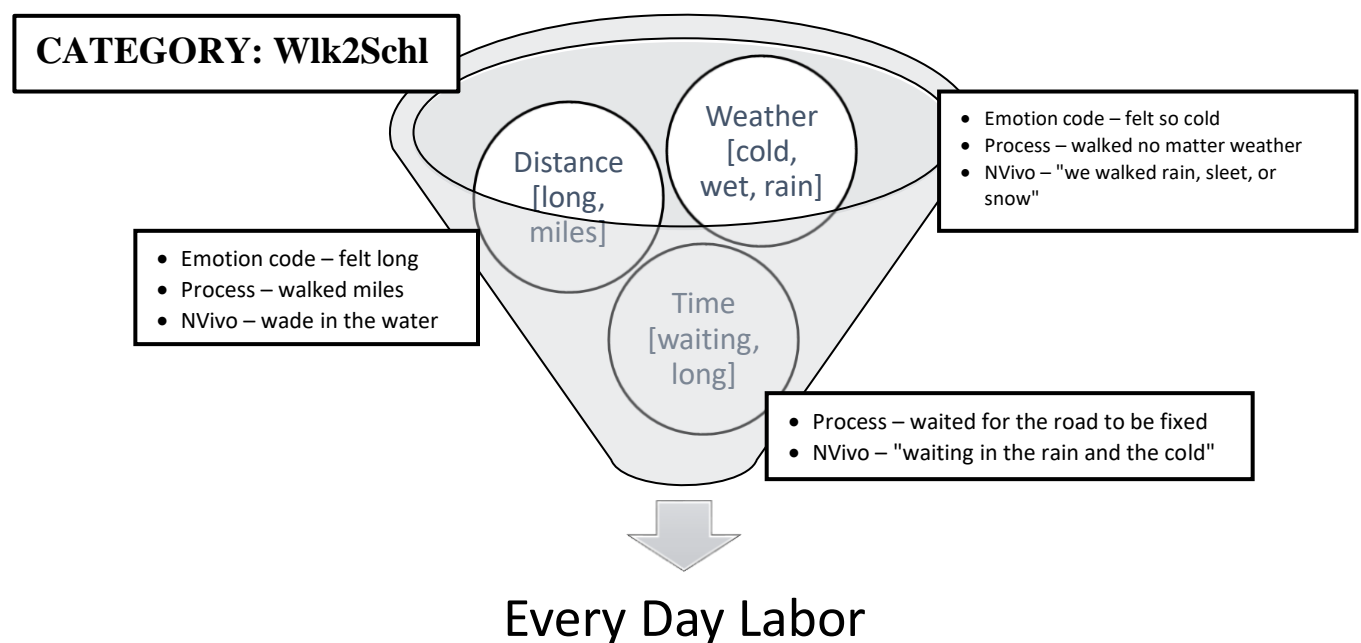 CATEGORY: Wlk2Schl
Weather
[cold,
wet, rain]
• Emotion code – felt so cold
• Process – walked no matter weather
• NVivo – "we walked rain, sleet, or
snow"
Distance
[long,
miles]
• Emotion code – felt long
• Process – walked miles
• NVivo – wade in the water
Time
[waiting,
long]
• Process – waited for the road to be fixed
• NVivo – "waiting in the rain and the cold"
Every Day Labor